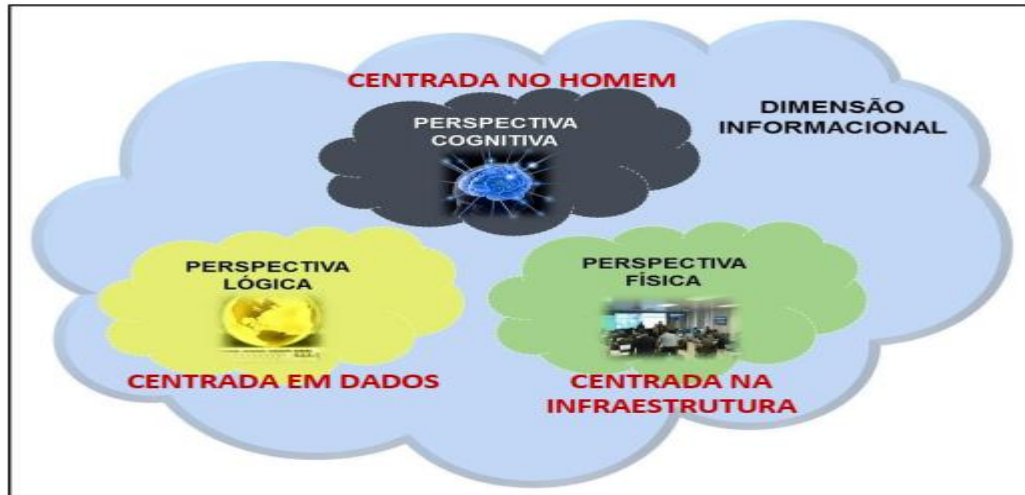 CENTRADA NO HOMEM
PERSPECTIVA
COGNITIVA
DIMENSÃO
INFORMACIONAL
PERSPECTIVA
LÓGICA
CENTRADA EM DADOS
PERSPECTIVA
FÍSICA
CENTRADA NA
INFRAESTRUTURA